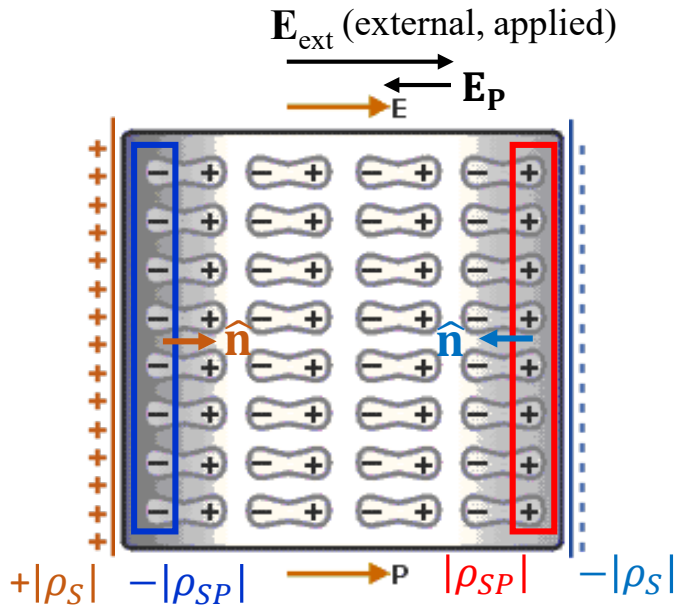 E_ext (external, applied)
E_P
E
+ − + − + − + − + −
+ − + − + − + − + −
+ − + − + − + − + −
+ − + − + − + − + −
n̂ n̂
+ − + − + − + − + −
+ − + − + − + − + −
+ − + − + − + − + −
+ − + − + − + − + −
+|ρ_S| −|ρ_SP| P |ρ_SP| −|ρ_S|